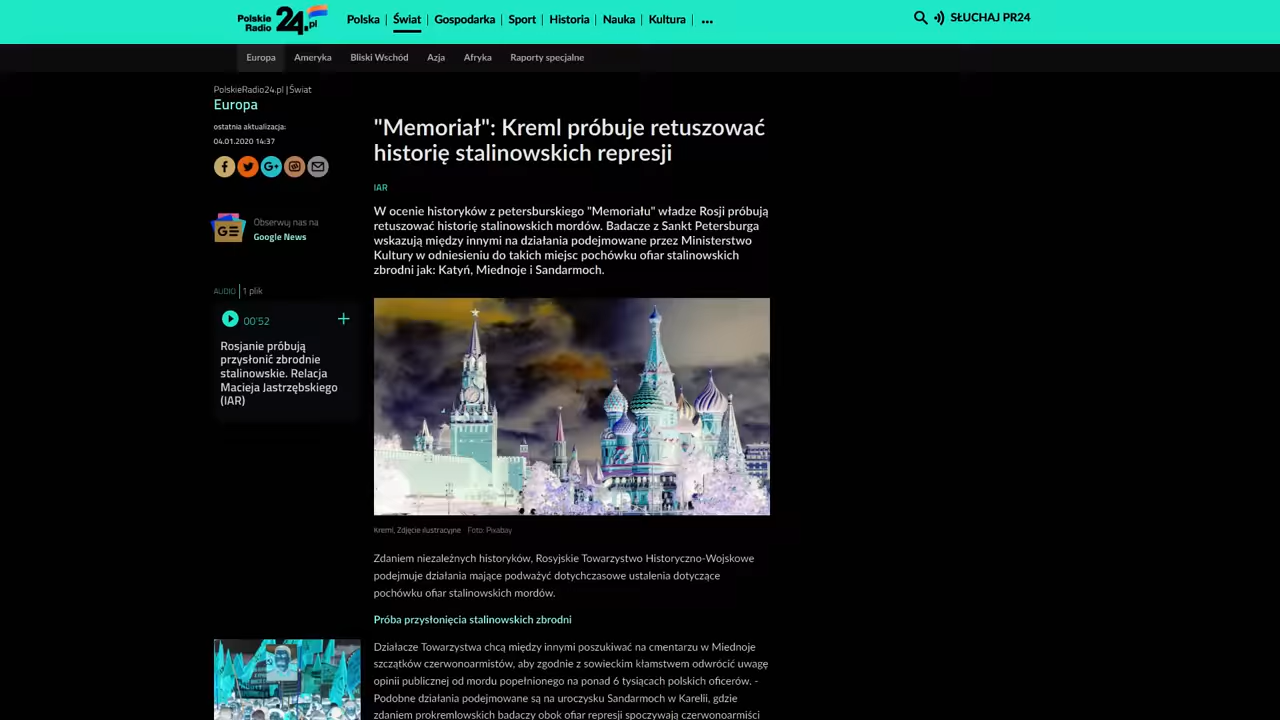 Polskie Radio 24.pl
Polska | Świat | Gospodarka | Sport | Historia | Nauka | Kultura | ...
SŁUCHAJ PR24
Europa Ameryka Bliski Wschód Azja Afryka Raporty specjalne
PolskieRadio24.pl | Świat
Europa
ostatnia aktualizacja:
04.01.2020 14:37
Obserwuj nas na
Google News
AUDIO | 1 plik
00'52
Rosjanie próbują
przysłonić zbrodnie
stalinowskie. Relacja
Macieja Jastrzębskiego
(IAR)
"Memoriał": Kreml próbuje retuszować
historię stalinowskich represji
IAR
W ocenie historyków z petersburskiego "Memoriału" władze Rosji próbują
retuszować historię stalinowskich mordów. Badacze z Sankt Petersburga
wskazują między innymi na działania podejmowane przez Ministerstwo
Kultury w odniesieniu do takich miejsc pochówku ofiar stalinowskich
zbrodni jak: Katyń, Miednoje i Sandarmoch.
Kreml, Zdjęcie ilustracyjne Foto: Pixabay
Zdaniem niezależnych historyków, Rosyjskie Towarzystwo Historyczno-Wojskowe
podejmuje działania mające podważyć dotychczasowe ustalenia dotyczące
pochówku ofiar stalinowskich mordów.
Próba przysłonięcia stalinowskich zbrodni
Działacze Towarzystwa chcą między innymi poszukiwać na cmentarzu w Miednoje
szczątków czerwonoarmistów, aby zgodnie z sowieckim kłamstwem odwrócić uwagę
opinii publicznej od mordu popełnionego na ponad 6 tysiącach polskich oficerów. -
Podobne działania podejmowane są na uroczysku Sandarmoch w Karelii, gdzie
zdaniem prokremlowskich badaczy obok ofiar represji spoczywają czerwonoarmiści